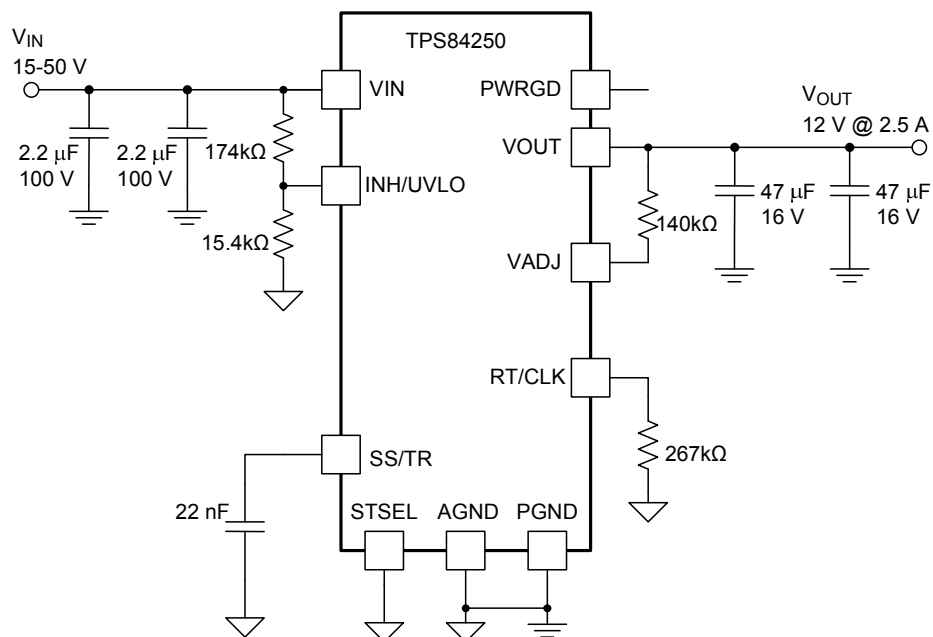 TPS84250
VIN
15-50 V
VIN
PWRGD
VOUT
12 V @ 2.5 A
VOUT
2.2 μF
100 V
2.2 μF
100 V
174kΩ
INH/UVLO
47 μF
16 V
47 μF
16 V
140kΩ
15.4kΩ
VADJ
RT/CLK
SS/TR
267kΩ
22 nF
STSEL
AGND
PGND